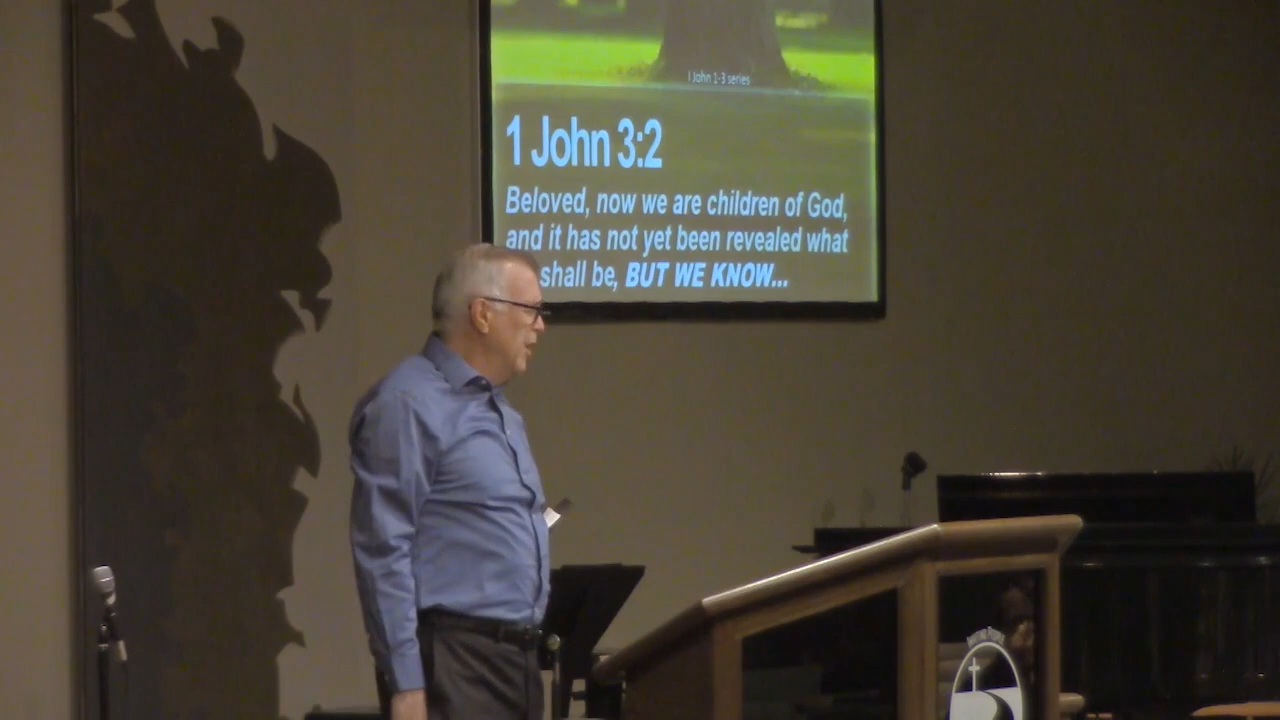 I John 1-3 series
1 John 3:2
Beloved, now we are children of God,
and it has not yet been revealed what
shall be, BUT WE KNOW...